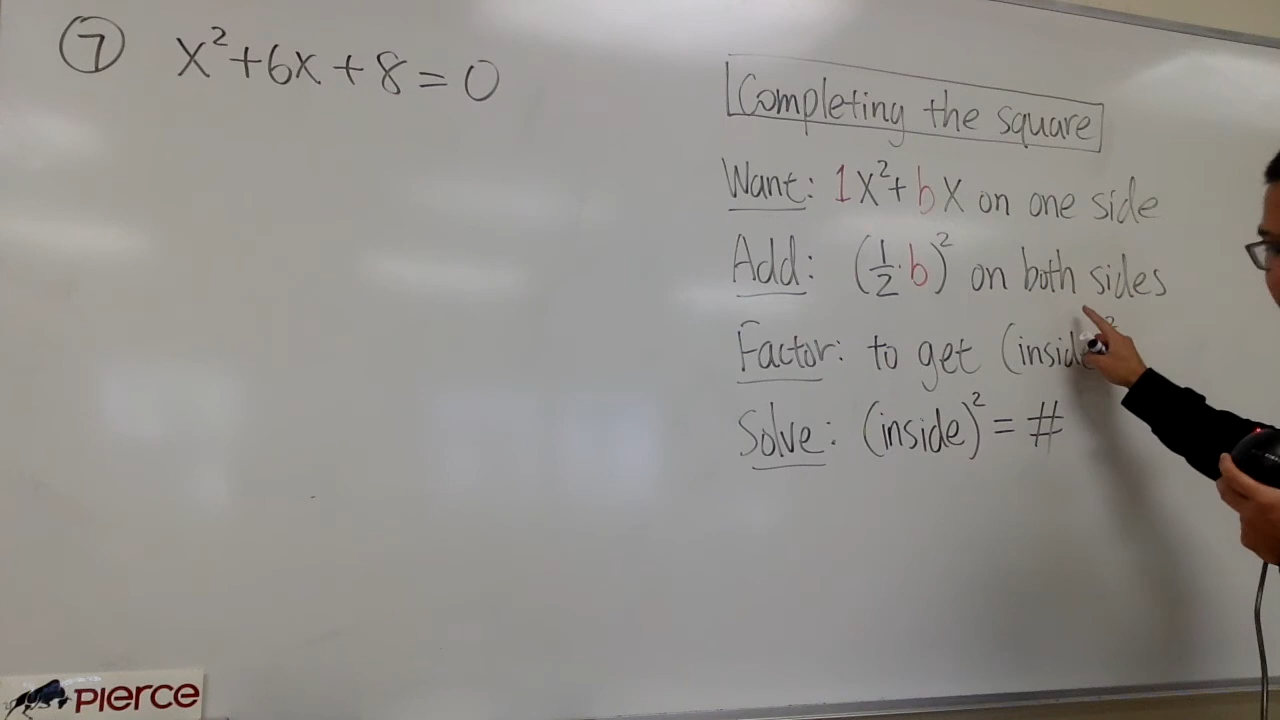 ⑦ x²+6x+8=0
Completing the square
Want: 1x²+bx on one side
Add: (1/2·b)² on both sides
Factor: to get (inside)²
Solve: (inside)²=#
PIERCE